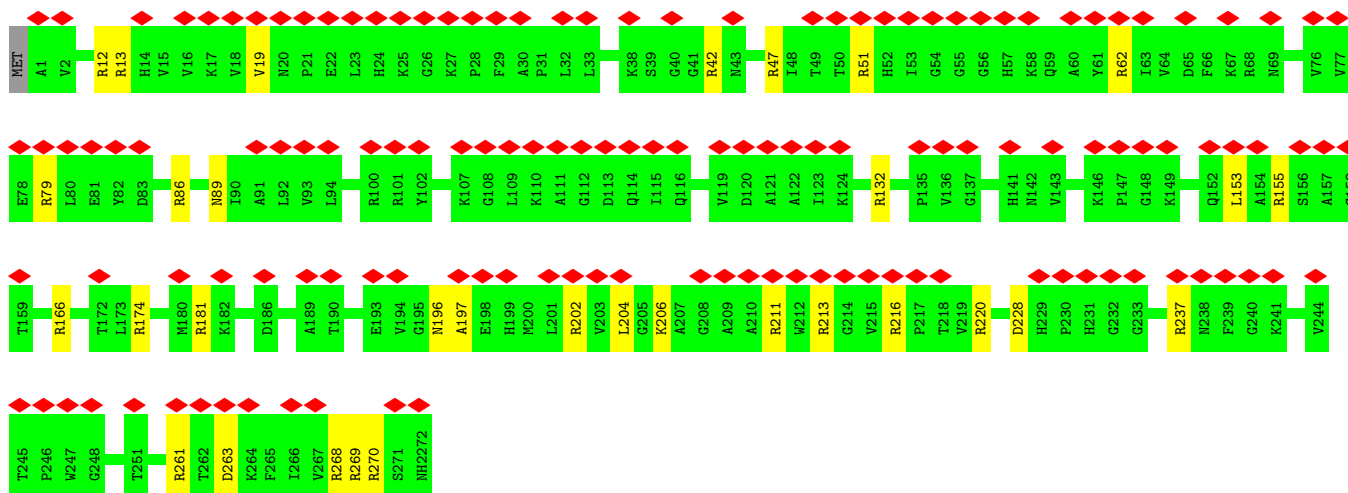 MET A1 V2 R12 R13 H14 V15 V16 K17 V18 V19 N20 P21 E22 L23 H24 K25 G26 K27 P28 F29 A30 P31 L32 L33 K38 S39 G40 G41 R42 N43 R47 I48 T49 T50 R51 H52 I53 G54 G55 G56 H57 K58 Q59 A60 Y61 R62 I63 V64 D65 F66 K67 R68 N69 V76 V77
E78 R79 L80 E81 Y82 D83 R86 N89 I90 A91 L92 V93 L94 R100 R101 Y102 K107 G108 L109 K110 A111 G112 D113 Q114 I115 Q116 V119 D120 A121 A122 I123 K124 R132 P135 V136 G137 H141 N142 V143 K146 P147 G148 K149 Q152 L153 A154 R155 S156 A157
T159 R166 T172 L173 R174 M180 R181 K182 D186 A189 T190 E193 V194 G195 N196 A197 E198 H199 M200 L201 R202 V203 L204 G205 K206 A207 G208 A209 A210 R211 W212 R213 G214 V215 R216 P217 T218 V219 R220 D228 H229 P230 H231 G232 G233 R237 N238 F239 G240 K241 V244
T245 P246 W247 G248 T251 R261 T262 D263 K264 F265 I266 V267 R268 R269 R270 S271 NH2272